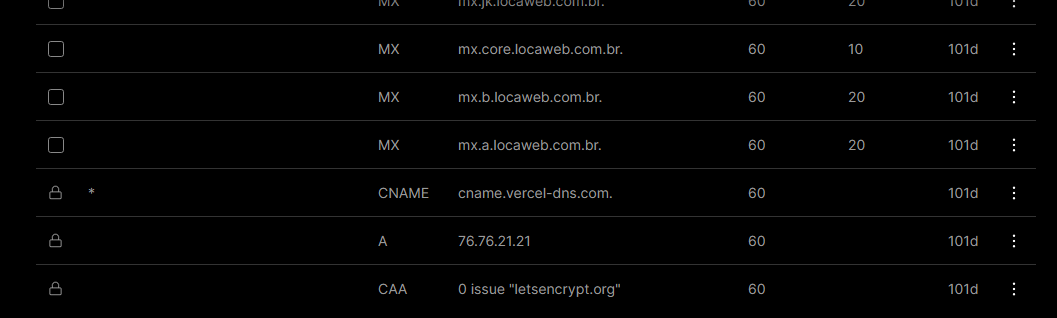 MX mx.jk.locaweb.com.br. 60 20 101d
MX mx.core.locaweb.com.br. 60 10 101d
MX mx.b.locaweb.com.br. 60 20 101d
MX mx.a.locaweb.com.br. 60 20 101d
* CNAME cname.vercel-dns.com. 60 101d
A 76.76.21.21 60 101d
CAA 0 issue "letsencrypt.org" 60 101d